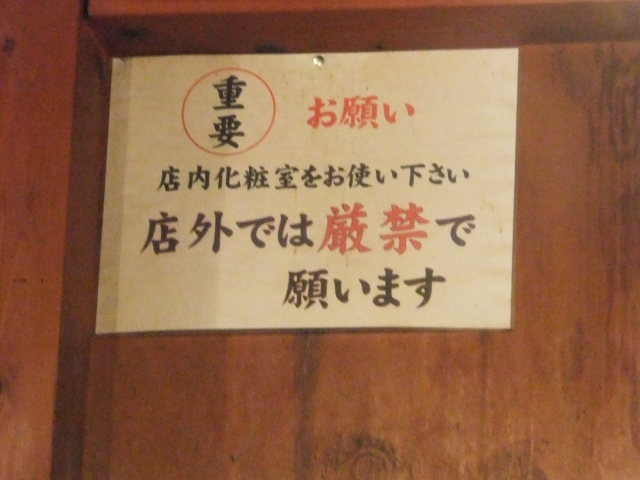 重要
お願い
店内化粧室をお使い下さい
店外では厳禁で
願います